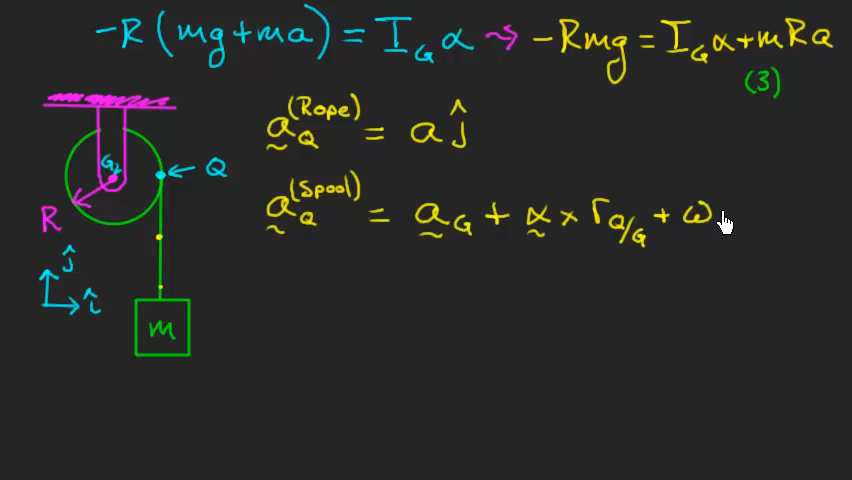 -R(mg+ma) = I_G α ⇝ -Rmg = I_G α + mRa
(3)
a_Q^(Rope) = a ĵ
a_Q^(Spool) = a_G + α × r_Q/G + ω
G
Q
R
ĵ
î
m